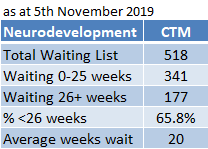 as at 5th November 2019
Neurodevelopment CTM
Total Waiting List 518
Waiting 0-25 weeks 341
Waiting 26+ weeks 177
% <26 weeks 65.8%
Average weeks wait 20